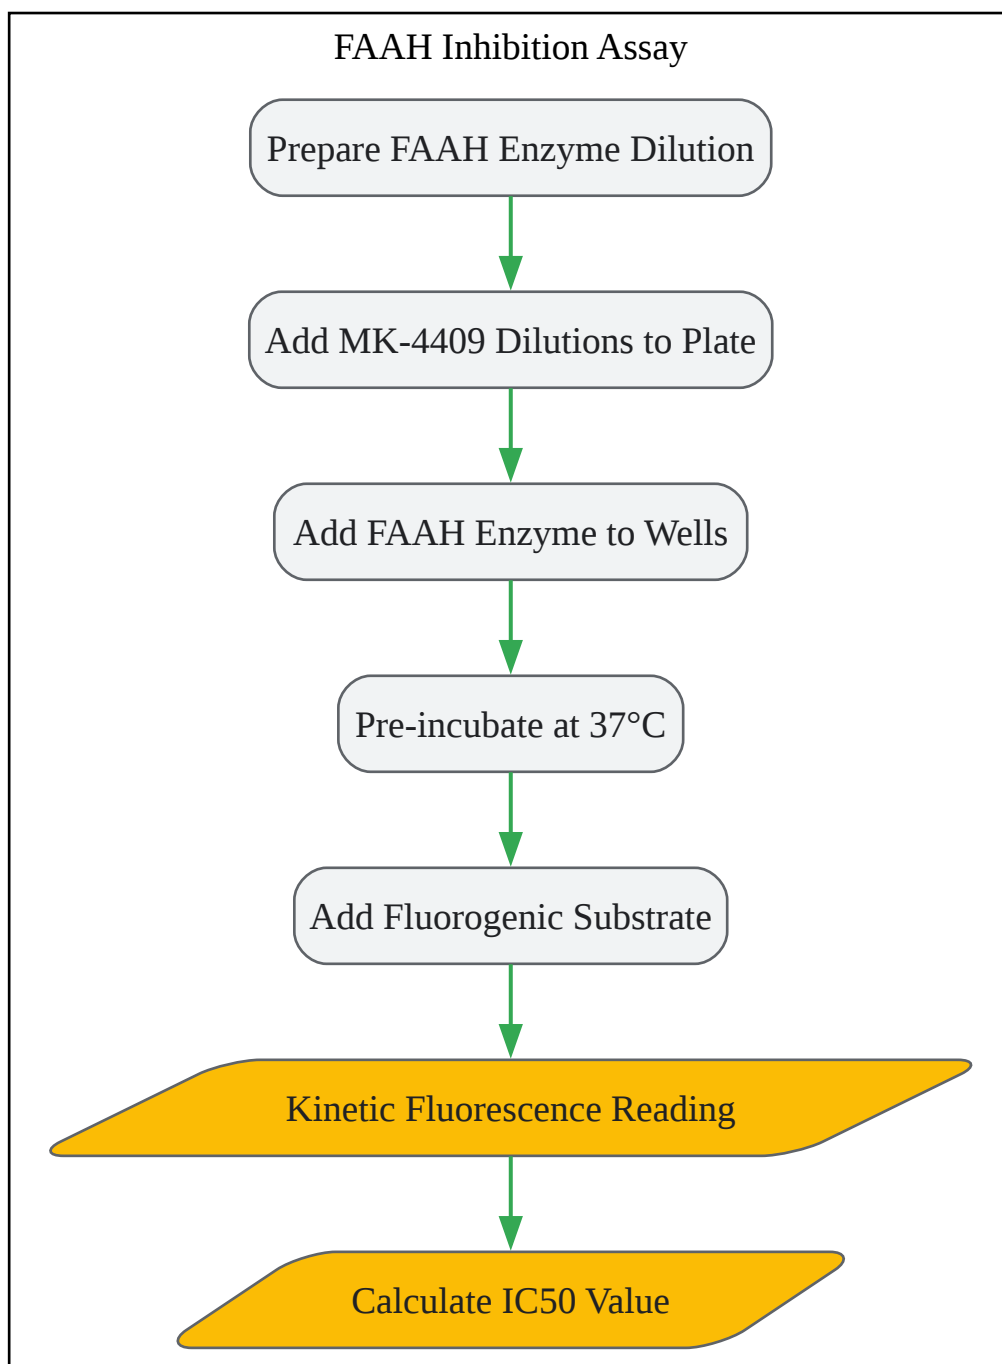 FAAH Inhibition Assay
Prepare FAAH Enzyme Dilution
Add MK-4409 Dilutions to Plate
Add FAAH Enzyme to Wells
Pre-incubate at 37°C
Add Fluorogenic Substrate
Kinetic Fluorescence Reading
Calculate IC50 Value